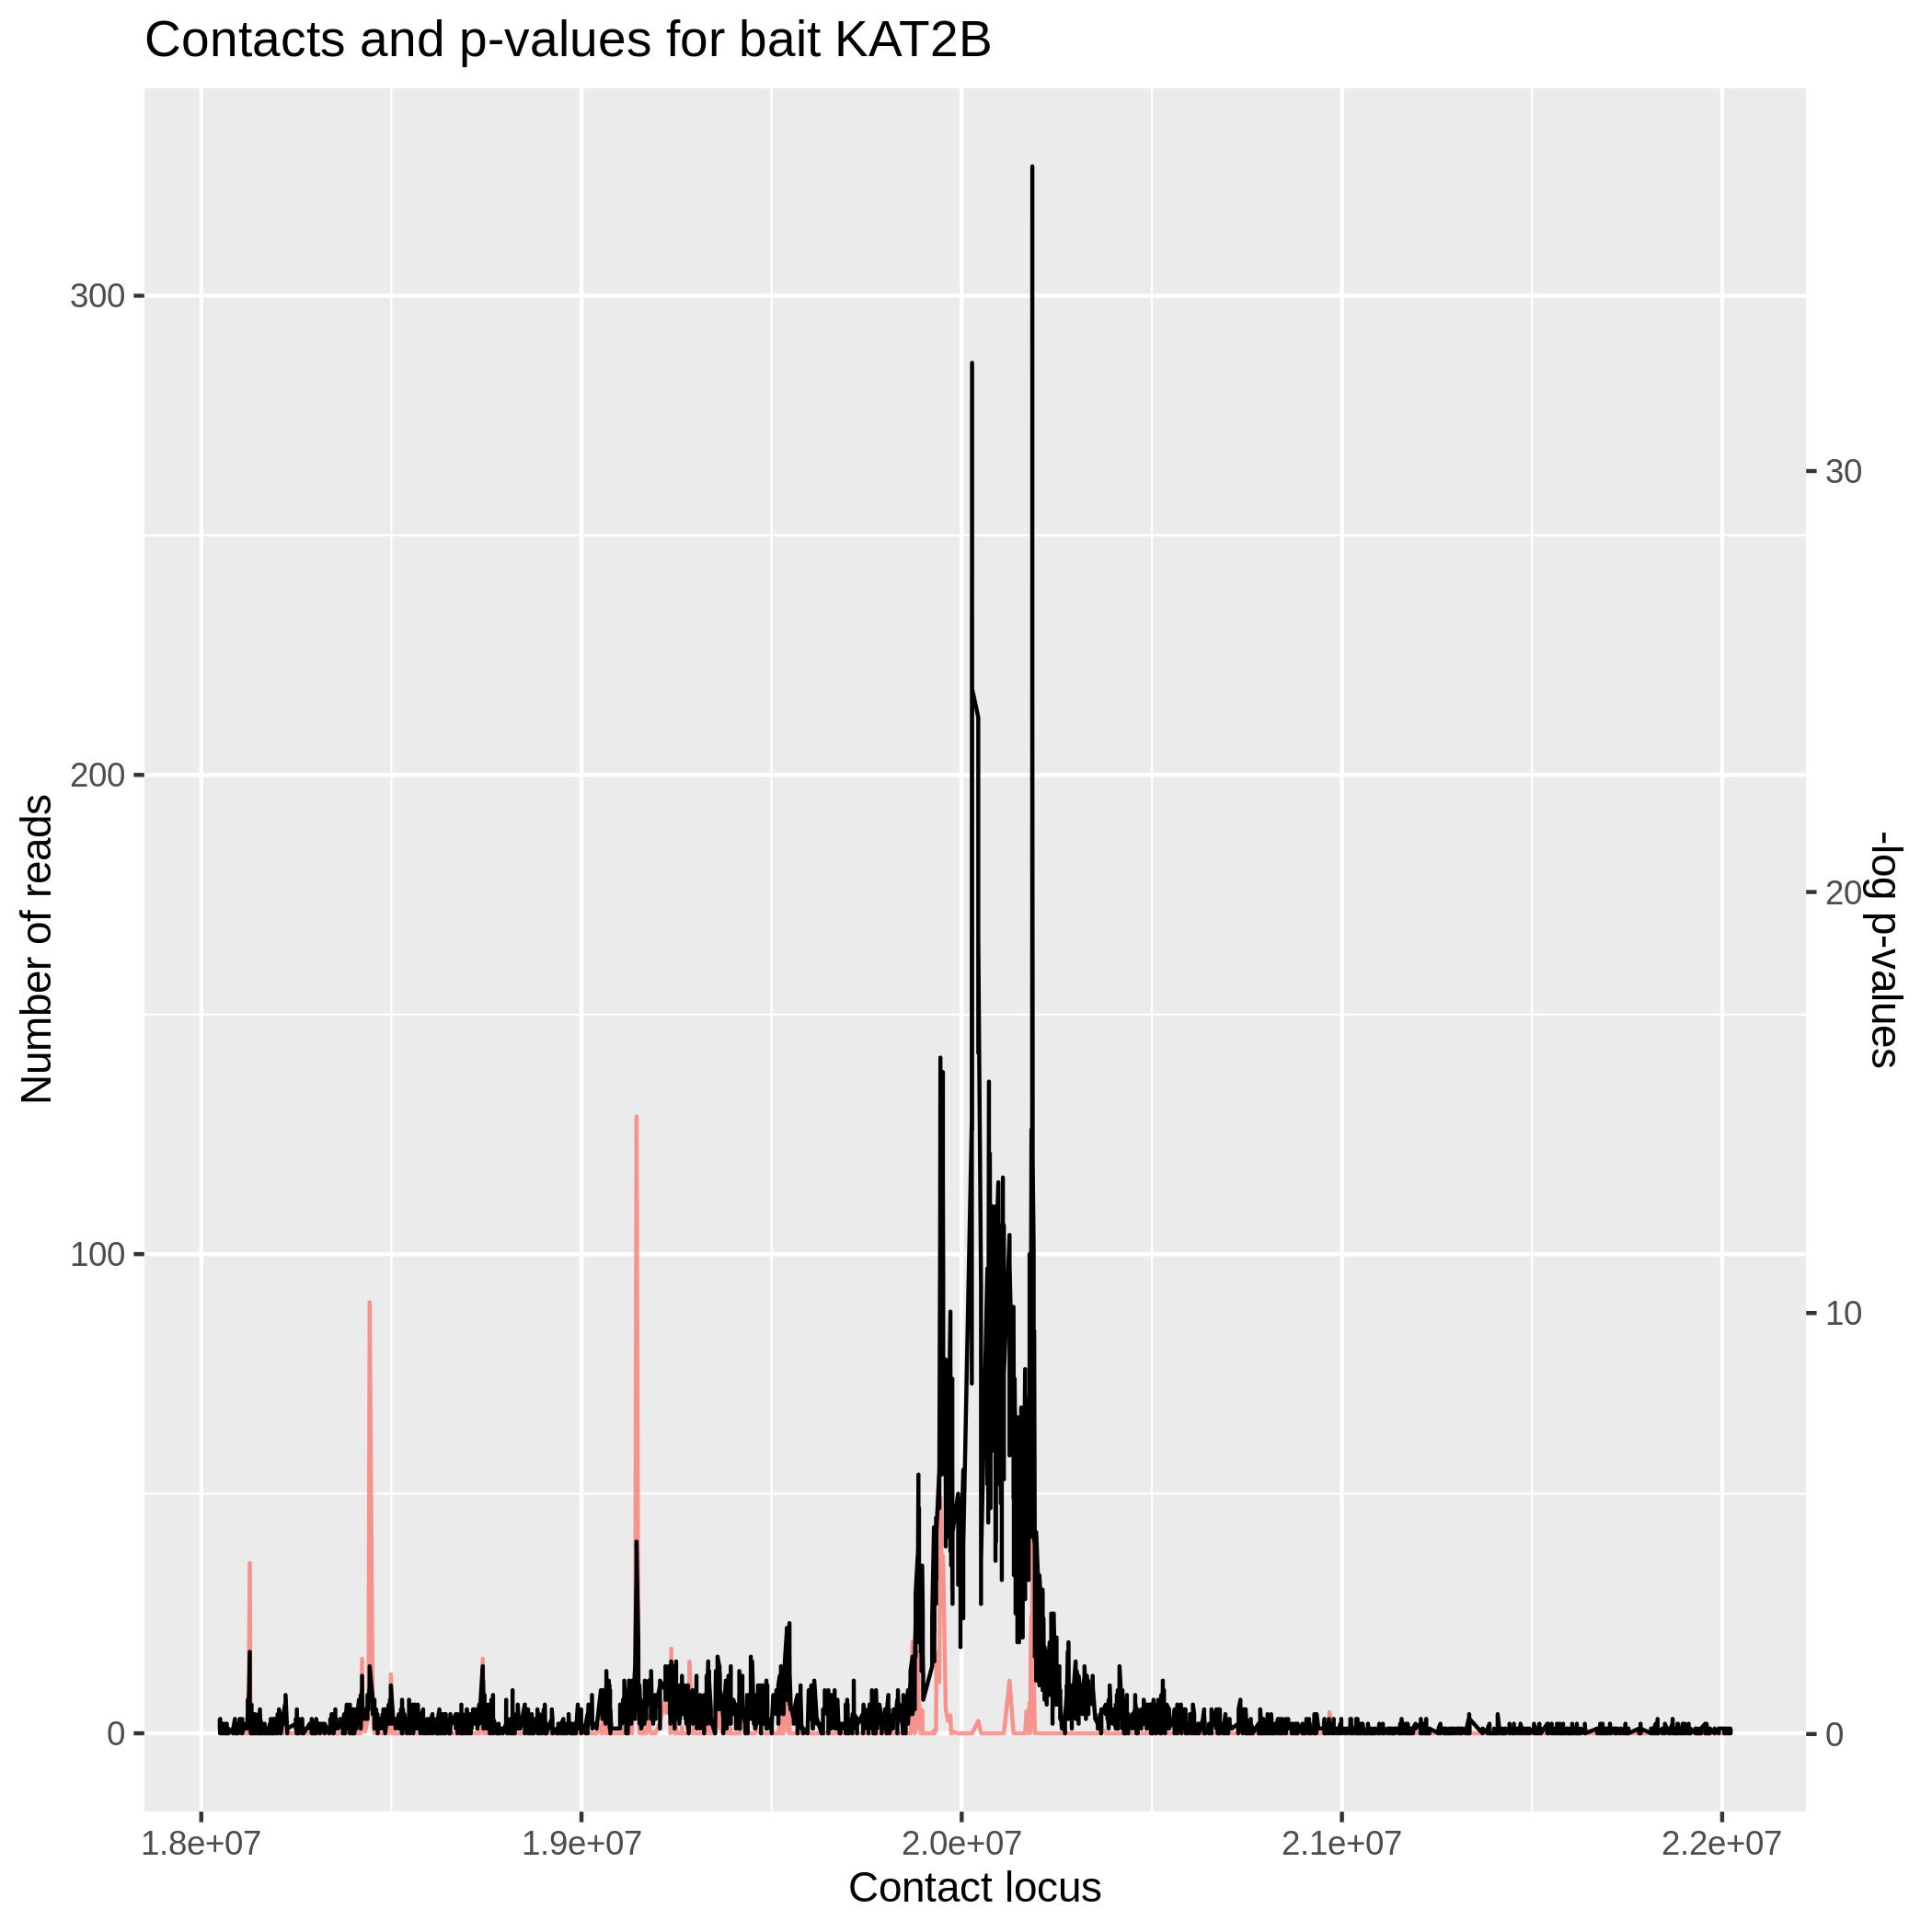 Contacts and p-values for bait KAT2B
Number of reads
300
200
100
0
-log p-values
30
20
10
0
1.8e+07
1.9e+07
2.0e+07
2.1e+07
2.2e+07
Contact locus